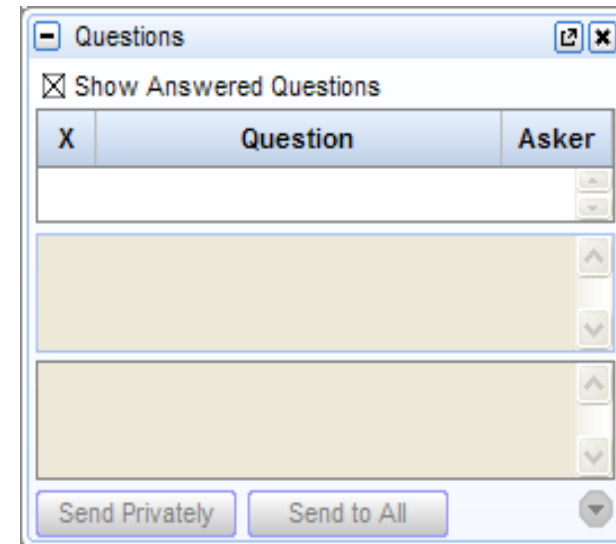 Questions
Show Answered Questions
X Question Asker
Send Privately Send to All